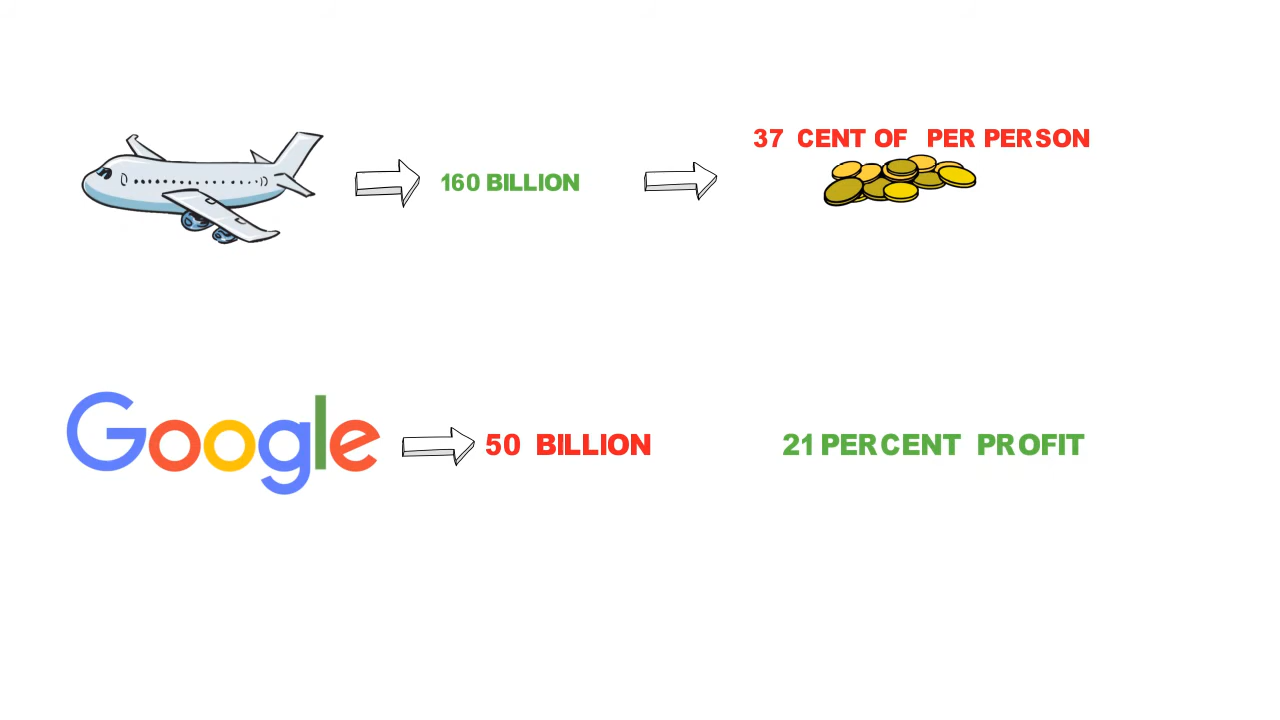 37 CENT OF PER PERSON
160 BILLION
Google
50 BILLION
21 PERCENT PROFIT